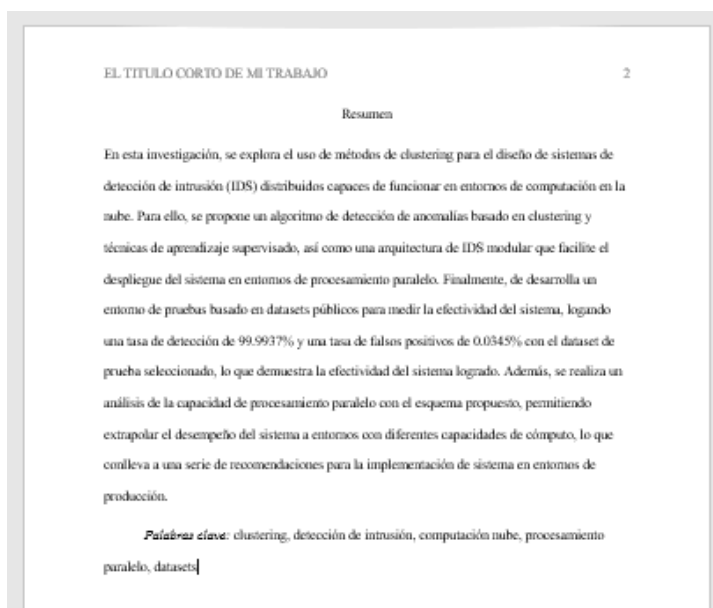 EL TITULO CORTO DE MI TRABAJO 2
Resumen
En esta investigación, se explora el uso de métodos de clustering para el diseño de sistemas de
detección de intrusión (IDS) distribuidos capaces de funcionar en entornos de computación en la
nube. Para ello, se propone un algoritmo de detección de anomalías basado en clustering y
técnicas de aprendizaje supervisado, así como una arquitectura de IDS modular que facilite el
despliegue del sistema en entornos de procesamiento paralelo. Finalmente, de desarrolla un
entorno de pruebas basado en datasets públicos para medir la efectividad del sistema, logando
una tasa de detección de 99.9937% y una tasa de falsos positivos de 0.0345% con el dataset de
prueba seleccionado, lo que demuestra la efectividad del sistema logrado. Además, se realiza un
análisis de la capacidad de procesamiento paralelo con el esquema propuesto, permitiendo
extrapolar el desempeño del sistema a entornos con diferentes capacidades de cómputo, lo que
conlleva a una serie de recomendaciones para la implementación de sistema en entornos de
producción.
Palabras clave: clustering, detección de intrusión, computación nube, procesamiento
paralelo, datasets